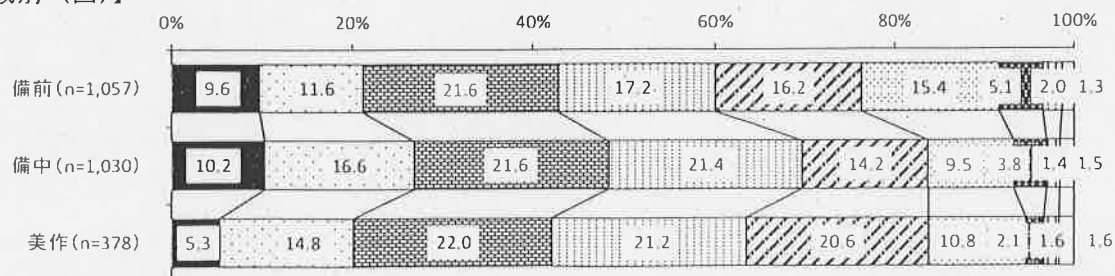 0% 20% 40% 60% 80% 100%
備前(n=1,057) 9.6 11.6 21.6 17.2 16.2 15.4 5.1 2.0 1.3
備中(n=1,030) 10.2 16.6 21.6 21.4 14.2 9.5 3.8 1.4 1.5
美作(n=378) 5.3 14.8 22.0 21.2 20.6 10.8 2.1 1.6 1.6